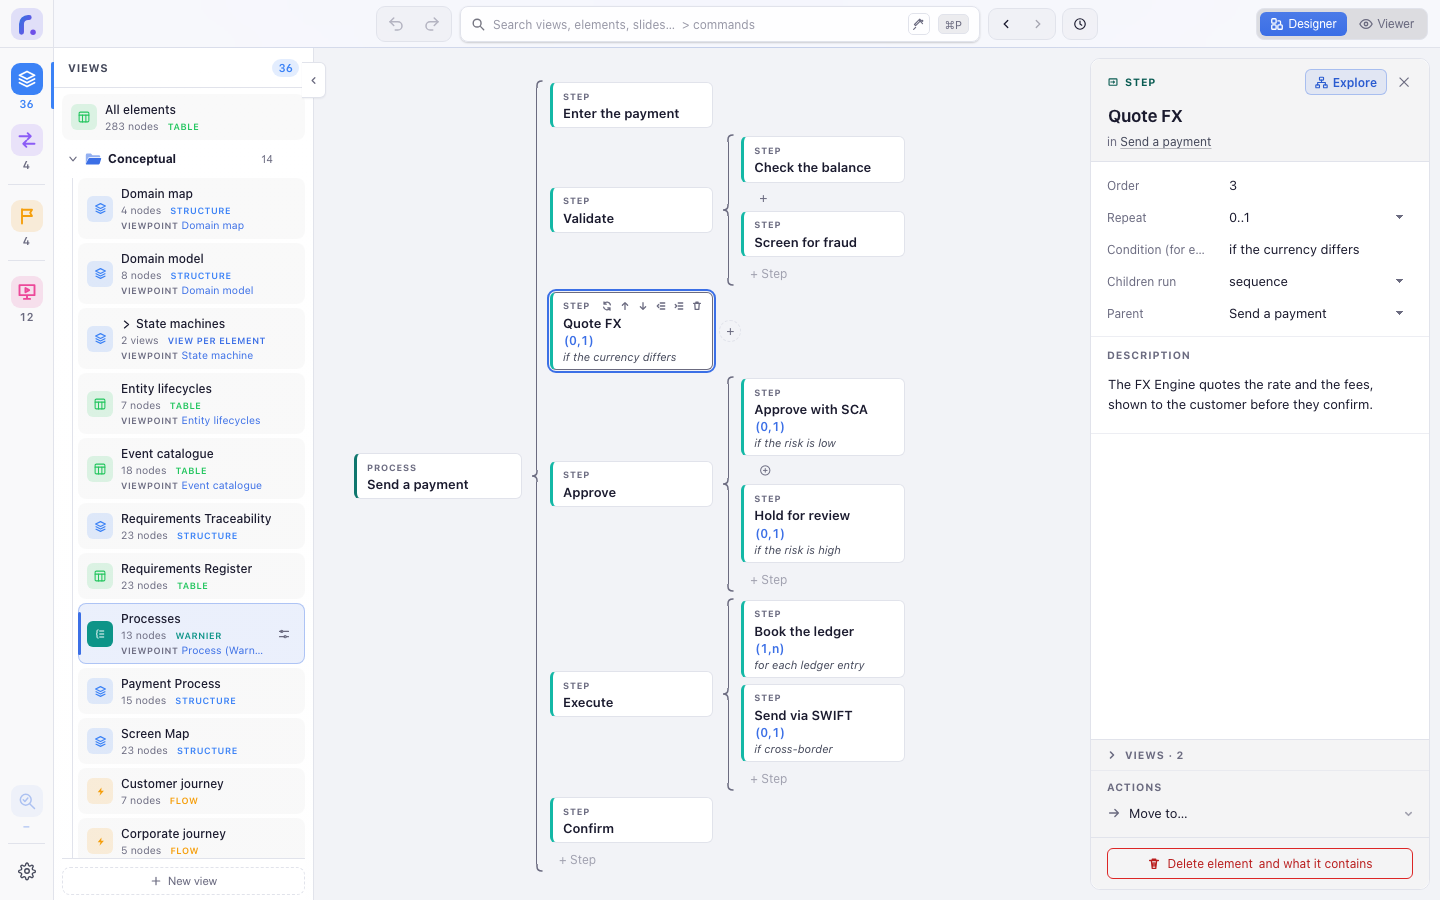 Search views, elements, slides... > commands
⌘P
Designer
Viewer
36
4
4
12
–
VIEWS
36
All elements
283 nodes TABLE
Conceptual
14
Domain map
4 nodes STRUCTURE
VIEWPOINT Domain map
Domain model
8 nodes STRUCTURE
VIEWPOINT Domain model
State machines
2 views VIEW PER ELEMENT
VIEWPOINT State machine
Entity lifecycles
7 nodes TABLE
VIEWPOINT Entity lifecycles
Event catalogue
18 nodes TABLE
VIEWPOINT Event catalogue
Requirements Traceability
23 nodes STRUCTURE
Requirements Register
23 nodes TABLE
Processes
13 nodes WARNIER
VIEWPOINT Process (Warn...
Payment Process
15 nodes STRUCTURE
Screen Map
23 nodes STRUCTURE
Customer journey
7 nodes FLOW
Corporate journey
5 nodes FLOW
+ New view
PROCESS
Send a payment
STEP
Enter the payment
STEP
Validate
STEP
Check the balance
+
STEP
Screen for fraud
+ Step
STEP
Quote FX
(0,1)
if the currency differs
+
STEP
Approve
STEP
Approve with SCA
(0,1)
if the risk is low
STEP
Hold for review
(0,1)
if the risk is high
+ Step
STEP
Execute
STEP
Book the ledger
(1,n)
for each ledger entry
STEP
Send via SWIFT
(0,1)
if cross-border
+ Step
STEP
Confirm
+ Step
STEP
Explore
Quote FX
in Send a payment
Order 3
Repeat 0..1
Condition (for e... if the currency differs
Children run sequence
Parent Send a payment
DESCRIPTION
The FX Engine quotes the rate and the fees,
shown to the customer before they confirm.
VIEWS · 2
ACTIONS
Move to...
Delete element and what it contains